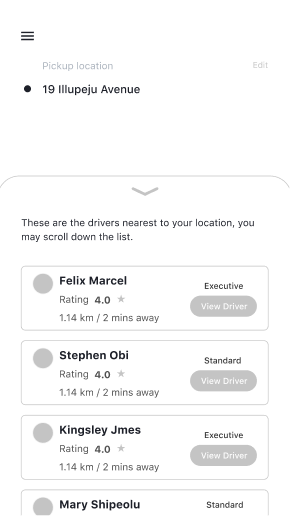 Pickup location
Edit
19 Illupeju Avenue
These are the drivers nearest to your location, you
may scroll down the list.
Felix Marcel
Executive
Rating 4.0
View Driver
1.14 km / 2 mins away
Stephen Obi
Standard
Rating 4.0
View Driver
1.14 km / 2 mins away
Kingsley Jmes
Executive
Rating 4.0
View Driver
1.14 km / 2 mins away
Mary Shipeolu
Standard